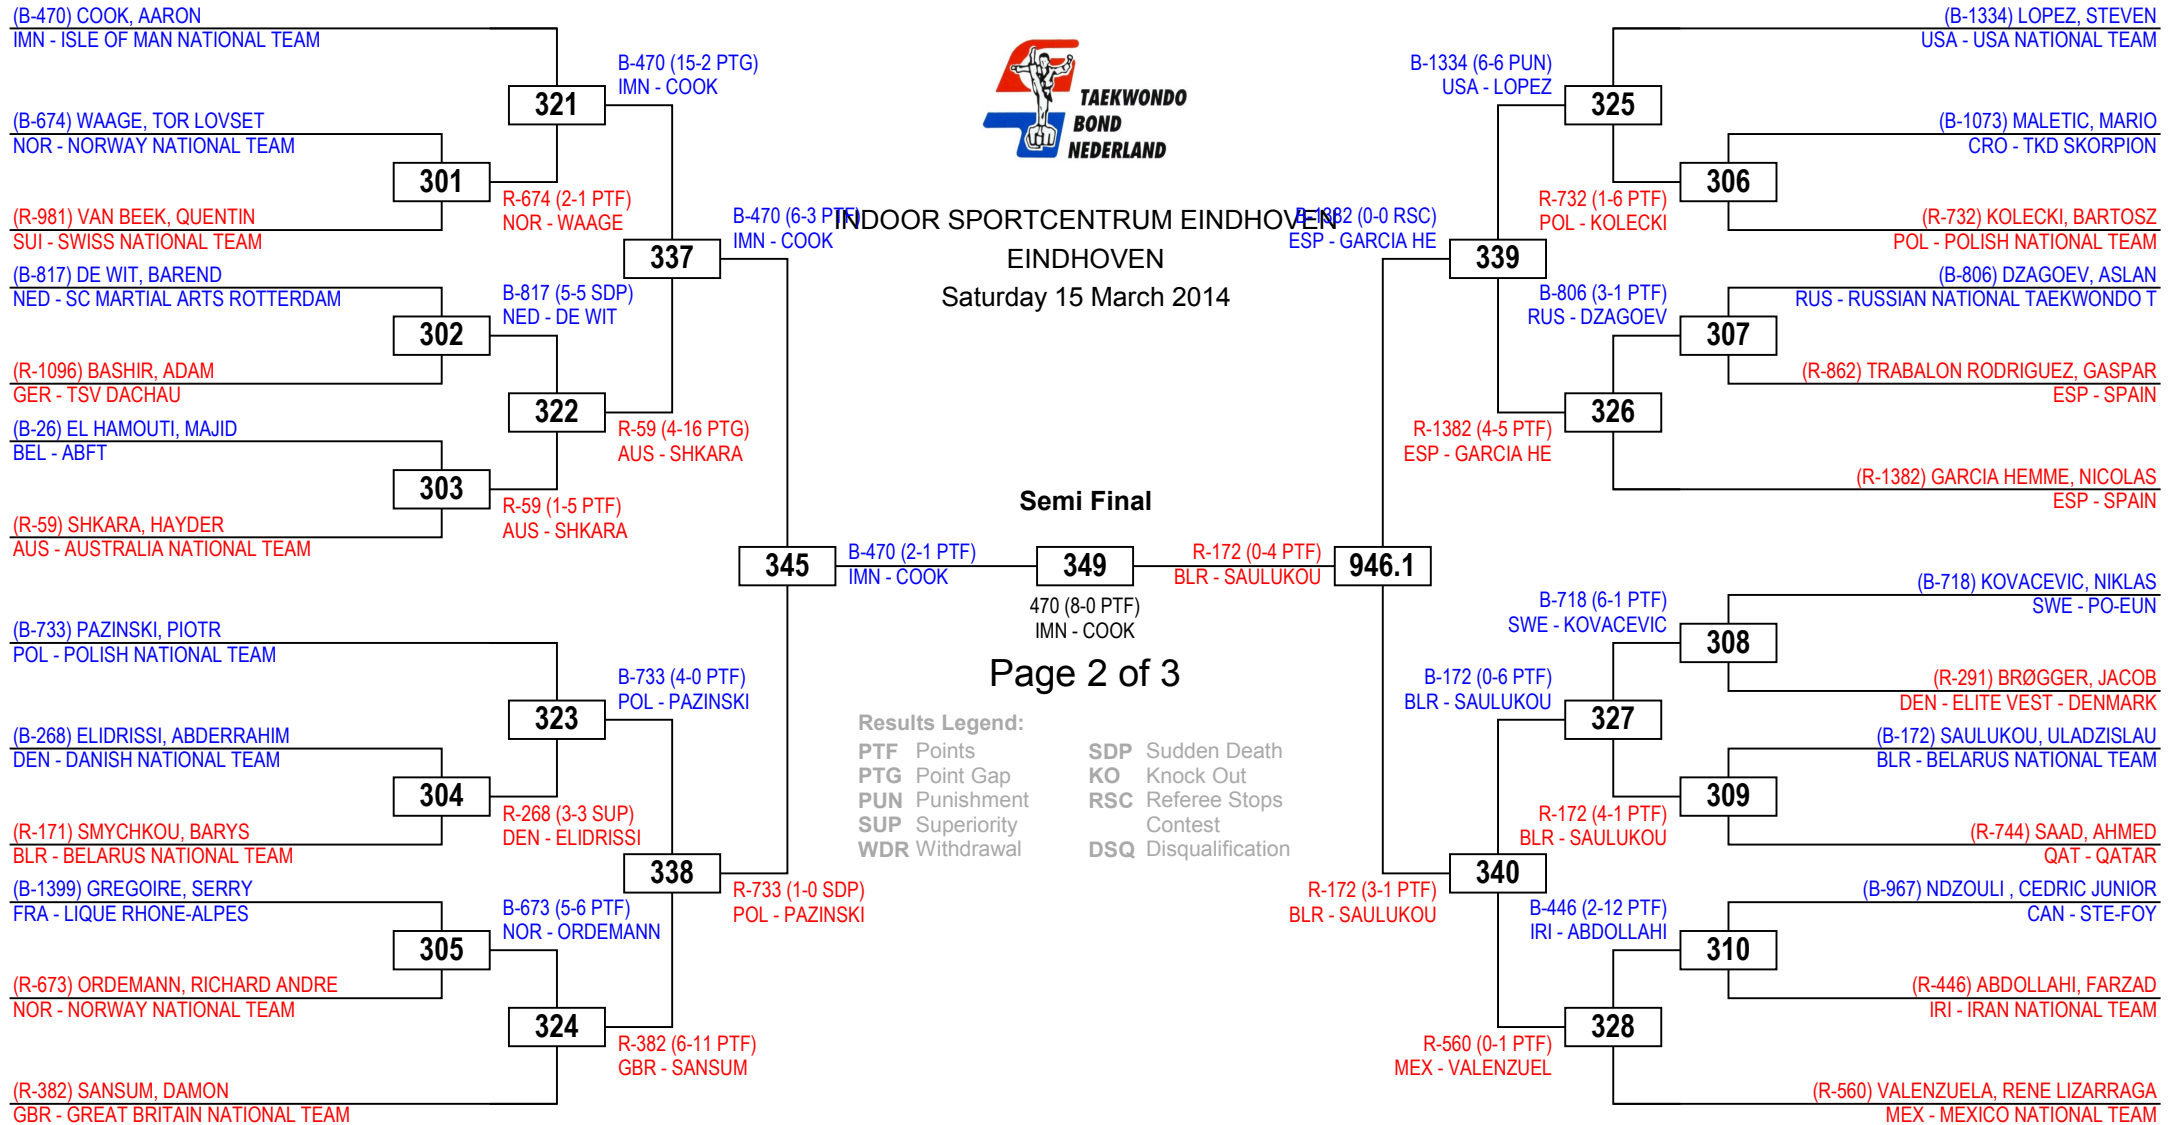 (B-470) COOK, AARON
IMN - ISLE OF MAN NATIONAL TEAM
(B-674) WAAGE, TOR LOVSET
NOR - NORWAY NATIONAL TEAM
(R-981) VAN BEEK, QUENTIN
SUI - SWISS NATIONAL TEAM
(B-817) DE WIT, BAREND
NED - SC MARTIAL ARTS ROTTERDAM
(R-1096) BASHIR, ADAM
GER - TSV DACHAU
(B-26) EL HAMOUTI, MAJID
BEL - ABFT
(R-59) SHKARA, HAYDER
AUS - AUSTRALIA NATIONAL TEAM
(B-733) PAZINSKI, PIOTR
POL - POLISH NATIONAL TEAM
(B-268) ELIDRISSI, ABDERRAHIM
DEN - DANISH NATIONAL TEAM
(R-171) SMYCHKOU, BARYS
BLR - BELARUS NATIONAL TEAM
(B-1399) GREGOIRE, SERRY
FRA - LIQUE RHONE-ALPES
(R-673) ORDEMANN, RICHARD ANDRE
NOR - NORWAY NATIONAL TEAM
(R-382) SANSUM, DAMON
GBR - GREAT BRITAIN NATIONAL TEAM
301
R-674 (2-1 PTF)
NOR - WAAGE
302
B-817 (5-5 SDP)
NED - DE WIT
303
R-59 (1-5 PTF)
AUS - SHKARA
304
R-268 (3-3 SUP)
DEN - ELIDRISSI
305
B-673 (5-6 PTF)
NOR - ORDEMANN
321
B-470 (15-2 PTG)
IMN - COOK
322
R-59 (4-16 PTG)
AUS - SHKARA
323
B-733 (4-0 PTF)
POL - PAZINSKI
324
R-382 (6-11 PTF)
GBR - SANSUM
337
B-470 (6-3 PTF)
IMN - COOK
338
R-733 (1-0 SDP)
POL - PAZINSKI
345
B-470 (2-1 PTF)
IMN - COOK
TAEKWONDO
BOND
NEDERLAND
INDOOR SPORTCENTRUM EINDHOVEN
EINDHOVEN
Saturday 15 March 2014
Semi Final
349
470 (8-0 PTF)
IMN - COOK
Page 2 of 3
Results Legend:
PTF Points
PTG Point Gap
PUN Punishment
SUP Superiority
WDR Withdrawal
SDP Sudden Death
KO Knock Out
RSC Referee Stops
Contest
DSQ Disqualification
R-172 (0-4 PTF)
BLR - SAULUKOU
946.1
B-1382 (0-0 RSC)
ESP - GARCIA HE
339
R-172 (3-1 PTF)
BLR - SAULUKOU
340
B-1334 (6-6 PUN)
USA - LOPEZ
325
R-1382 (4-5 PTF)
ESP - GARCIA HE
326
B-172 (0-6 PTF)
BLR - SAULUKOU
327
R-560 (0-1 PTF)
MEX - VALENZUEL
328
R-732 (1-6 PTF)
POL - KOLECKI
306
B-806 (3-1 PTF)
RUS - DZAGOEV
307
B-718 (6-1 PTF)
SWE - KOVACEVIC
308
R-172 (4-1 PTF)
BLR - SAULUKOU
309
B-446 (2-12 PTF)
IRI - ABDOLLAHI
310
(B-1334) LOPEZ, STEVEN
USA - USA NATIONAL TEAM
(B-1073) MALETIC, MARIO
CRO - TKD SKORPION
(R-732) KOLECKI, BARTOSZ
POL - POLISH NATIONAL TEAM
(B-806) DZAGOEV, ASLAN
RUS - RUSSIAN NATIONAL TAEKWONDO T
(R-862) TRABALON RODRIGUEZ, GASPAR
ESP - SPAIN
(R-1382) GARCIA HEMME, NICOLAS
ESP - SPAIN
(B-718) KOVACEVIC, NIKLAS
SWE - PO-EUN
(R-291) BRØGGER, JACOB
DEN - ELITE VEST - DENMARK
(B-172) SAULUKOU, ULADZISLAU
BLR - BELARUS NATIONAL TEAM
(R-744) SAAD, AHMED
QAT - QATAR
(B-967) NDZOULI , CEDRIC JUNIOR
CAN - STE-FOY
(R-446) ABDOLLAHI, FARZAD
IRI - IRAN NATIONAL TEAM
(R-560) VALENZUELA, RENE LIZARRAGA
MEX - MEXICO NATIONAL TEAM